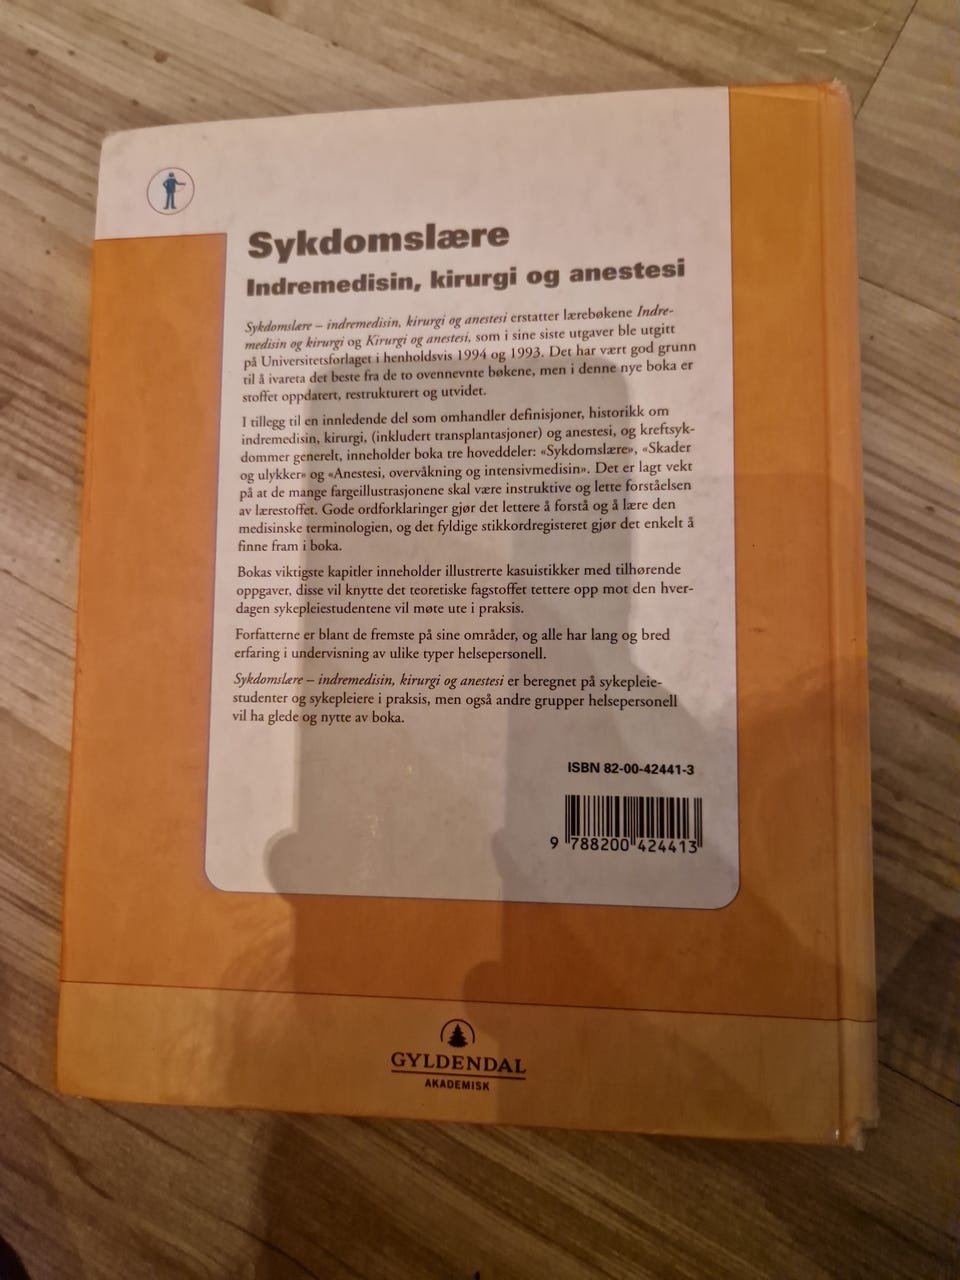 Sykdomslære
Indremedisin, kirurgi og anestesi
Sykdomslære – indremedisin, kirurgi og anestesi erstatter lærebøkene Indre-
medisin og kirurgi og Kirurgi og anestesi, som i sine siste utgaver ble utgitt
på Universitetsforlaget i henholdsvis 1994 og 1993. Det har vært god grunn
til å ivareta det beste fra de to ovennevnte bøkene, men i denne nye boka er
stoffet oppdatert, restrukturert og utvidet.
I tillegg til en innledende del som omhandler definisjoner, historikk om
indremedisin, kirurgi, (inkludert transplantasjoner) og anestesi, og kreftsyk-
dommer generelt, inneholder boka tre hoveddeler: «Sykdomslære», «Skader
og ulykker» og «Anestesi, overvåkning og intensivmedisin». Det er lagt vekt
på at de mange fargeillustrasjonene skal være instruktive og lette forståelsen
av lærestoffet. Gode ordforklaringer gjør det lettere å forstå og å lære den
medisinske terminologien, og det fyldige stikkordregisteret gjør det enkelt å
finne fram i boka.
Bokas viktigste kapitler inneholder illustrerte kasuistikker med tilhørende
oppgaver, disse vil knytte det teoretiske fagstoffet tettere opp mot den hver-
dagen sykepleiestudentene vil møte ute i praksis.
Forfatterne er blant de fremste på sine områder, og alle har lang og bred
erfaring i undervisning av ulike typer helsepersonell.
Sykdomslære – indremedisin, kirurgi og anestesi er beregnet på sykepleie-
studenter og sykepleiere i praksis, men også andre grupper helsepersonell
vil ha glede og nytte av boka.
ISBN 82-00-42441-3
9 788200 424413
GYLDENDAL
AKADEMISK